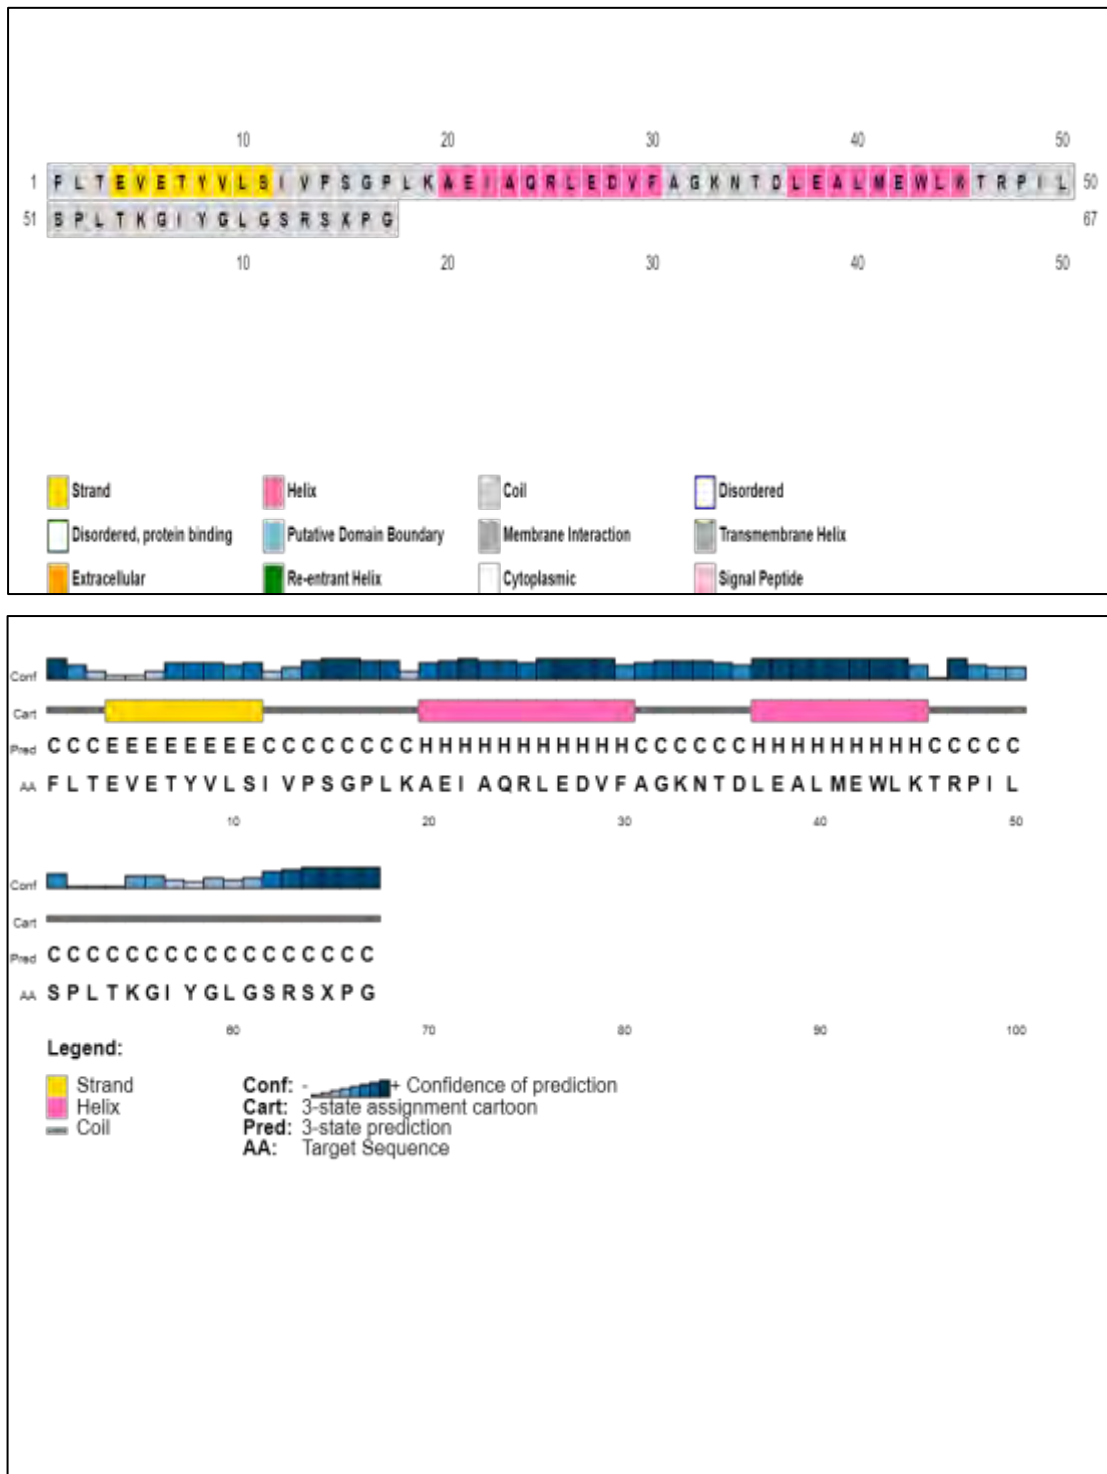 10 20 30 40 50
1 F L T E V E T Y V L S I V P S G P L K A E I A Q R L E D V F A G K N T D L E A L M E W L K T R P I L 50
51 S P L T K G I Y G L G S R S X P G 67
10 20 30 40 50
Strand Helix Coil Disordered
Disordered, protein binding Putative Domain Boundary Membrane Interaction Transmembrane Helix
Extracellular Re-entrant Helix Cytoplasmic Signal Peptide
Conf
Cart
Pred C C C E E E E E E E E C C C C C C C C H H H H H H H H H H H C C C C C C H H H H H H H H H C C C C C
AA F L T E V E T Y V L S I V P S G P L K A E I A Q R L E D V F A G K N T D L E A L M E W L K T R P I L
10 20 30 40 50
Conf
Cart
Pred C C C C C C C C C C C C C C C C C
AA S P L T K G I Y G L G S R S X P G
60 70 80 90 100
Legend:
Strand Conf: - + Confidence of prediction
Helix Cart: 3-state assignment cartoon
Coil Pred: 3-state prediction
AA: Target Sequence